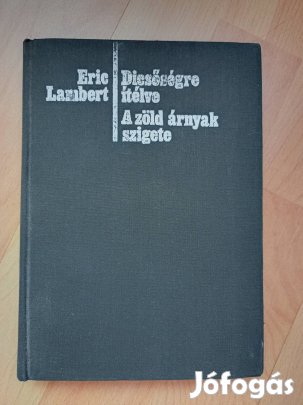 Eric
Lambert
Dicsőségre
ítélve
A zöld árnyak
szigete
Jófogás